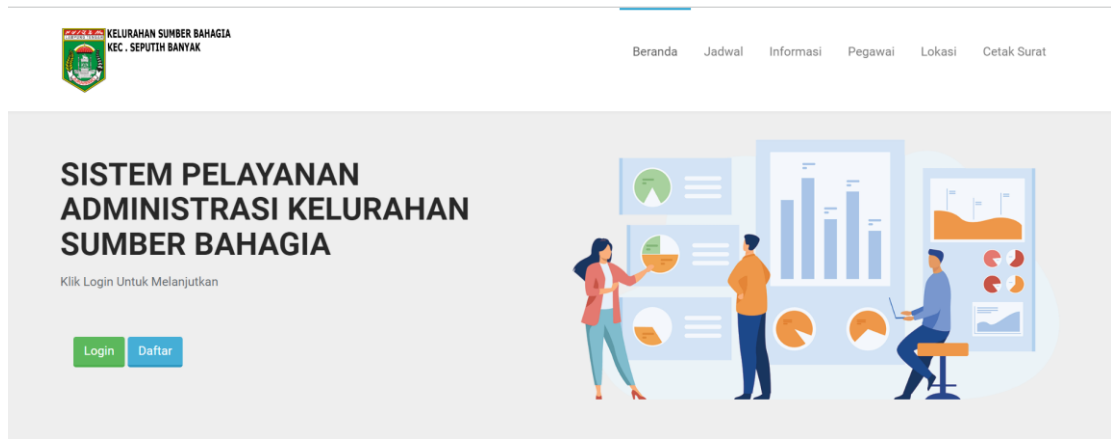 KELURAHAN SUMBER BAHAGIA
KEC . SEPUTIH BANYAK
Beranda Jadwal Informasi Pegawai Lokasi Cetak Surat
SISTEM PELAYANAN
ADMINISTRASI KELURAHAN
SUMBER BAHAGIA
Klik Login Untuk Melanjutkan
Login Daftar